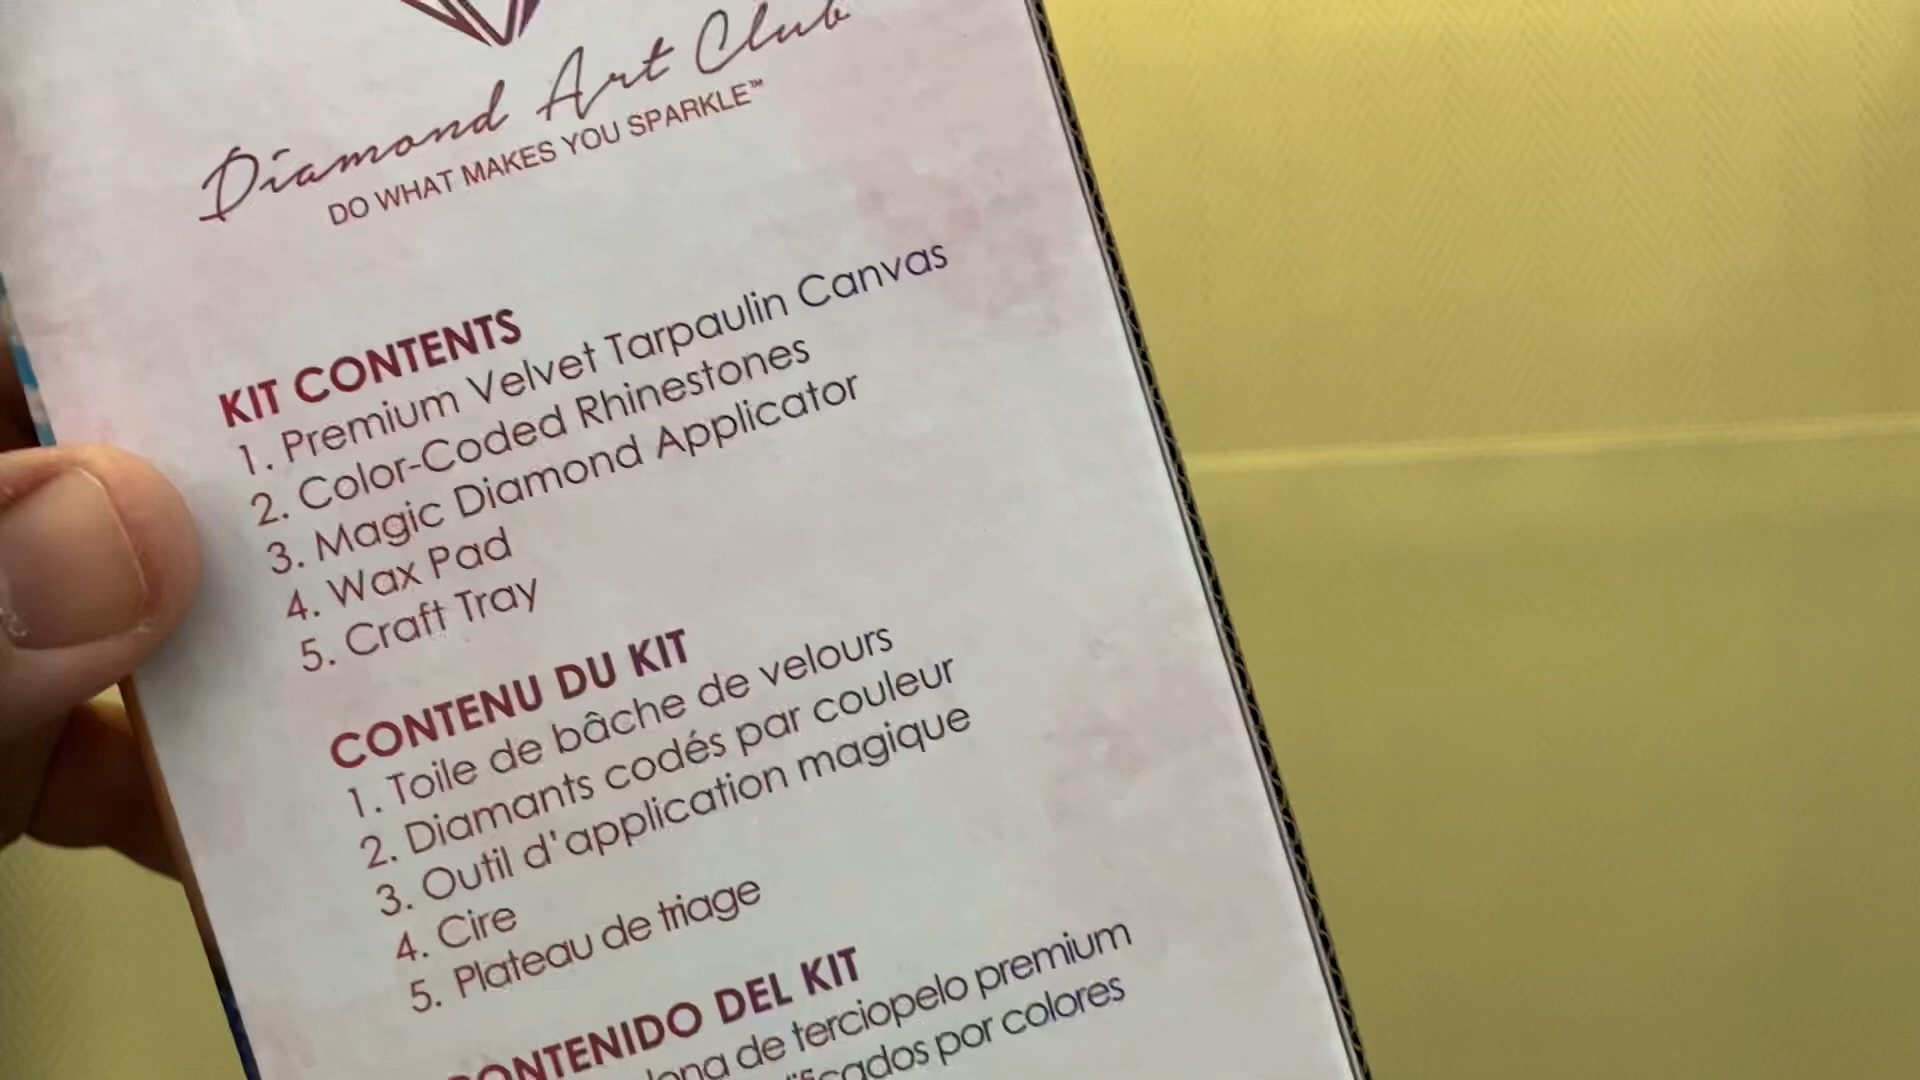 Diamond Art Club
DO WHAT MAKES YOU SPARKLE™
KIT CONTENTS
1. Premium Velvet Tarpaulin Canvas
2. Color-Coded Rhinestones
3. Magic Diamond Applicator
4. Wax Pad
5. Craft Tray
CONTENU DU KIT
1. Toile de bâche de velours
2. Diamants codés par couleur
3. Outil d'application magique
4. Cire
5. Plateau de triage
CONTENIDO DEL KIT
de terciopelo premium
por colores